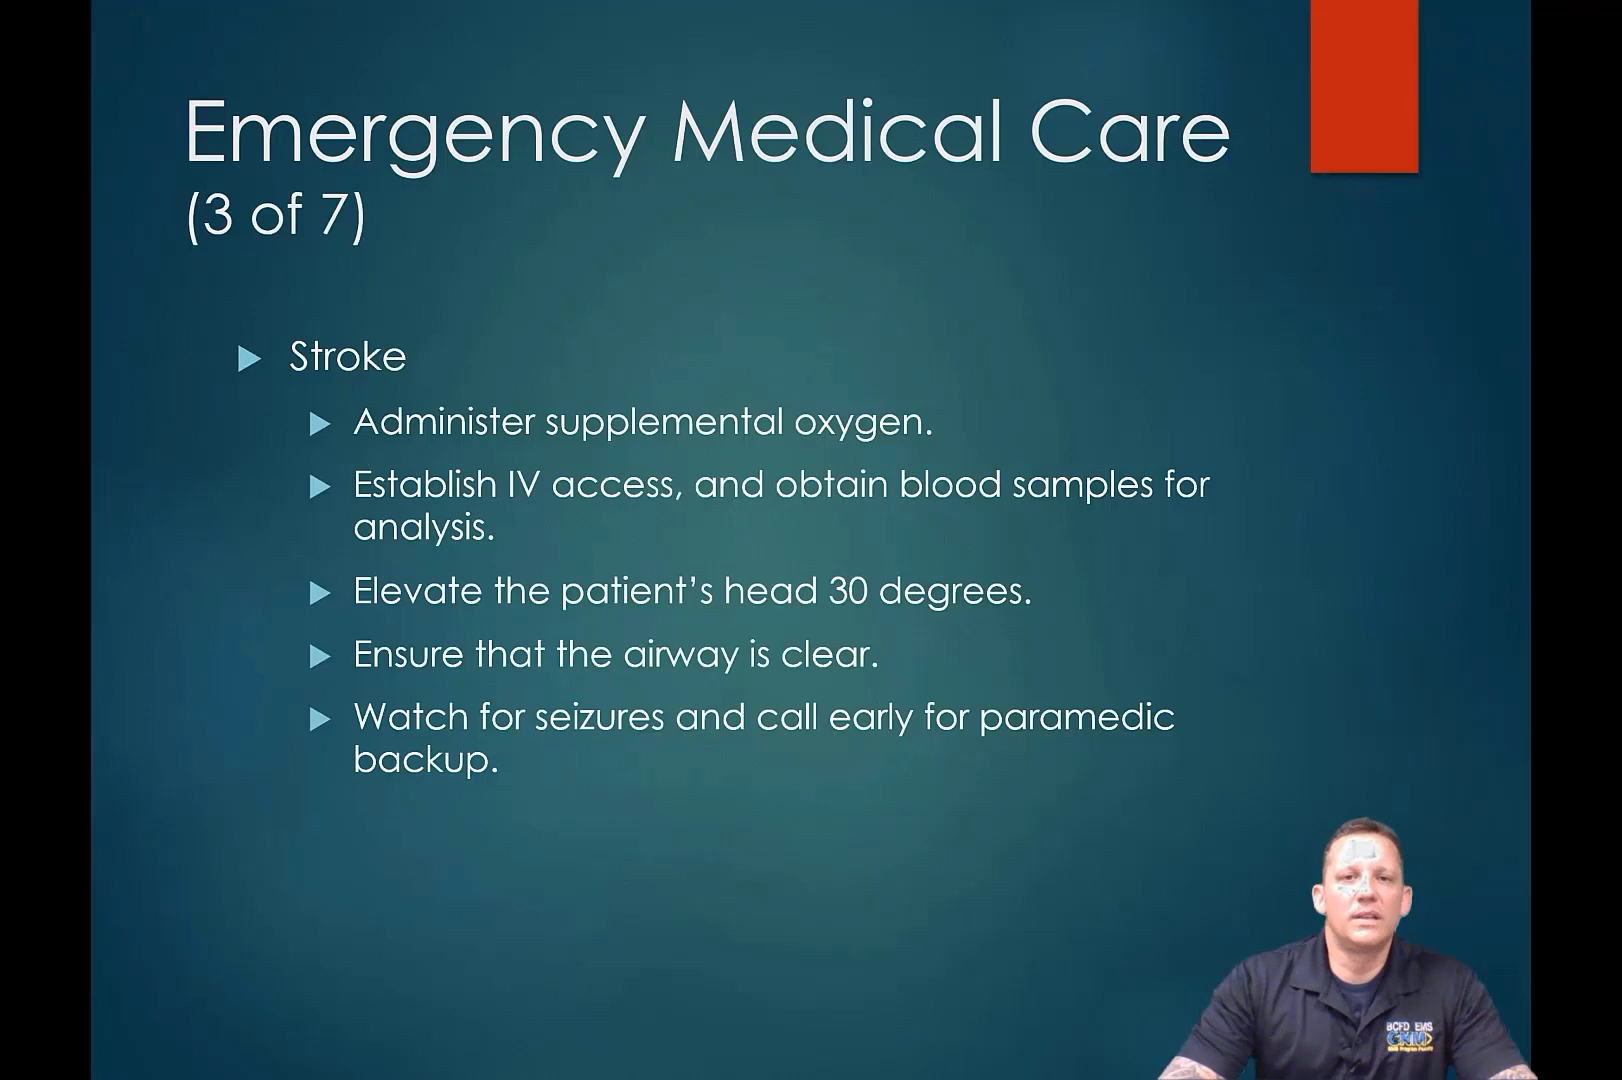 Emergency Medical Care
(3 of 7)
Stroke
Administer supplemental oxygen.
Establish IV access, and obtain blood samples for
analysis.
Elevate the patient's head 30 degrees.
Ensure that the airway is clear.
Watch for seizures and call early for paramedic
backup.
BCFD EMS
CNM